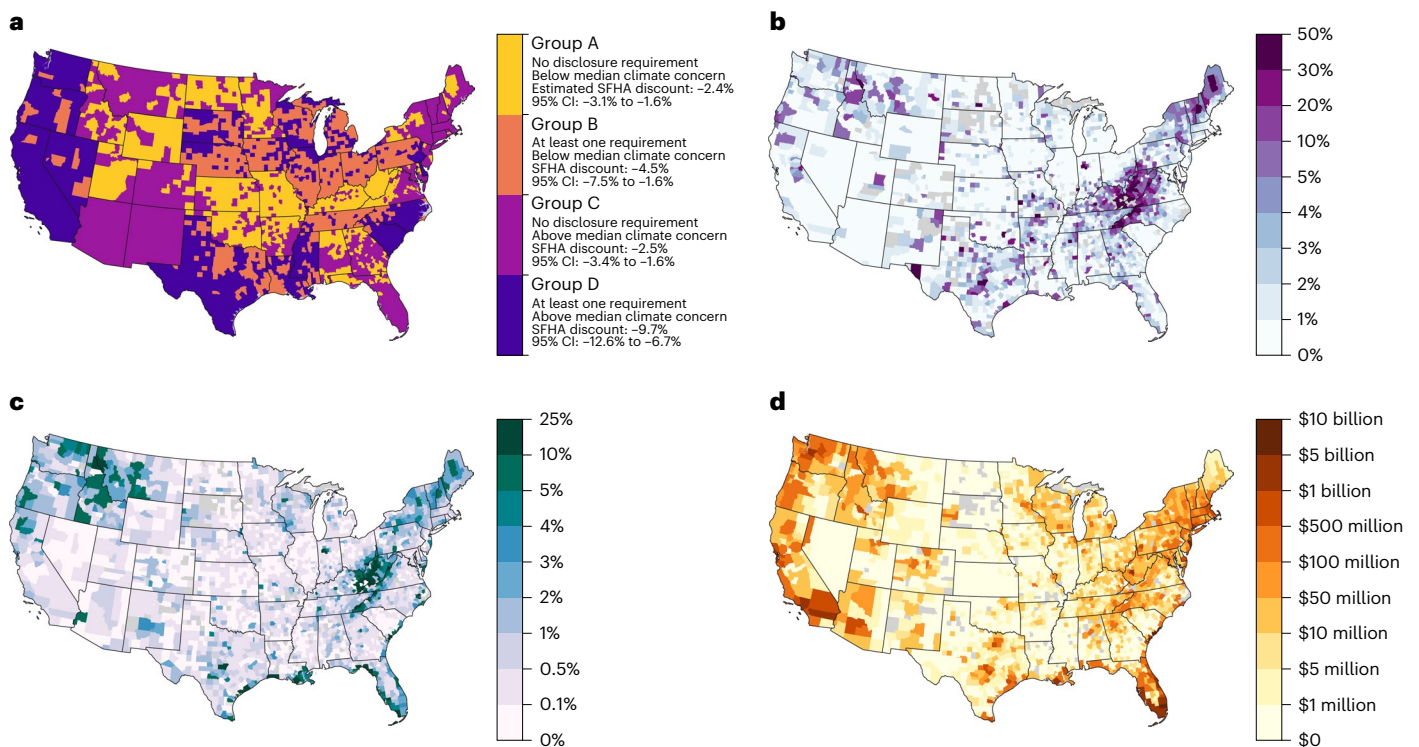 a
Group A
No disclosure requirement
Below median climate concern
Estimated SFHA discount: −2.4%
95% CI: −3.1% to −1.6%
Group B
At least one requirement
Below median climate concern
SFHA discount: −4.5%
95% CI: −7.5% to −1.6%
Group C
No disclosure requirement
Above median climate concern
SFHA discount: −2.5%
95% CI: −3.4% to −1.6%
Group D
At least one requirement
Above median climate concern
SFHA discount: −9.7%
95% CI: −12.6% to −6.7%
b
50%
30%
20%
10%
5%
4%
3%
2%
1%
0%
c
25%
10%
5%
4%
3%
2%
1%
0.5%
0.1%
0%
d
$10 billion
$5 billion
$1 billion
$500 million
$100 million
$50 million
$10 million
$5 million
$1 million
$0